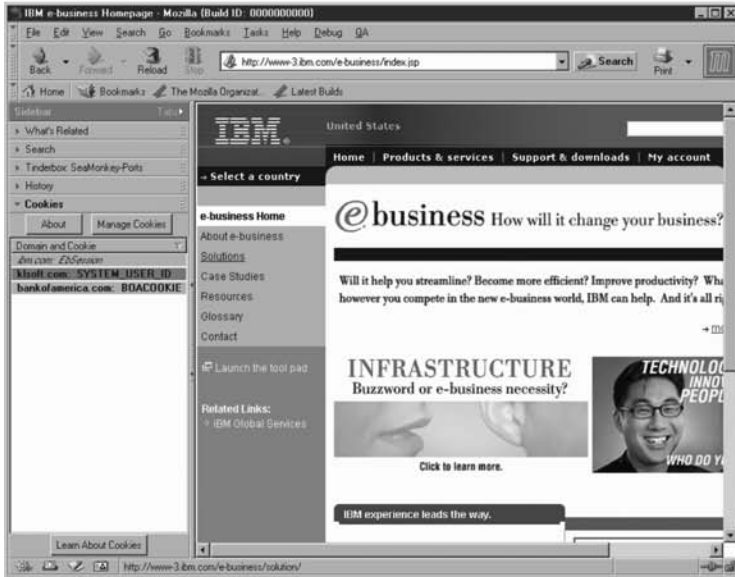 IBM e-business Homepage - Mozilla {Build ID: 0000000000}
File Edit View Search Go Bookmarks Tasks Help Debug QA
Back Forward Reload Stop http://www-3.ibm.com/e-business/index.jsp Search Print
Home Bookmarks The Mozilla Organizat... Latest Builds
Sidebar Tabs
What's Related
Search
Tinderbox: SeaMonkey-Ports
History
Cookies
About Manage Cookies
Domain and Cookie
ibm.com: EbSession
klsoft.com: SYSTEM_USER_ID
bankofamerica.com: BOACOOKIE
Learn About Cookies
IBM
United States
Home | Products & services | Support & downloads | My account
Select a country
e-business Home
About e-business
Solutions
Case Studies
Resources
Glossary
Contact
Launch the tool pad
Related Links:
IBM Global Services
e business How will it change your business?
Will it help you streamline? Become more efficient? Improve productivity? Wha
however you compete in the new e-business world, IBM can help. And it's all ri
INFRASTRUCTURE
Buzzword or e-business necessity?
Click to learn more.
TECHNOLOG
INNOV
PEOPL
WHO DO Y
IBM experience leads the way.
http://www-3.ibm.com/e-business/solution/